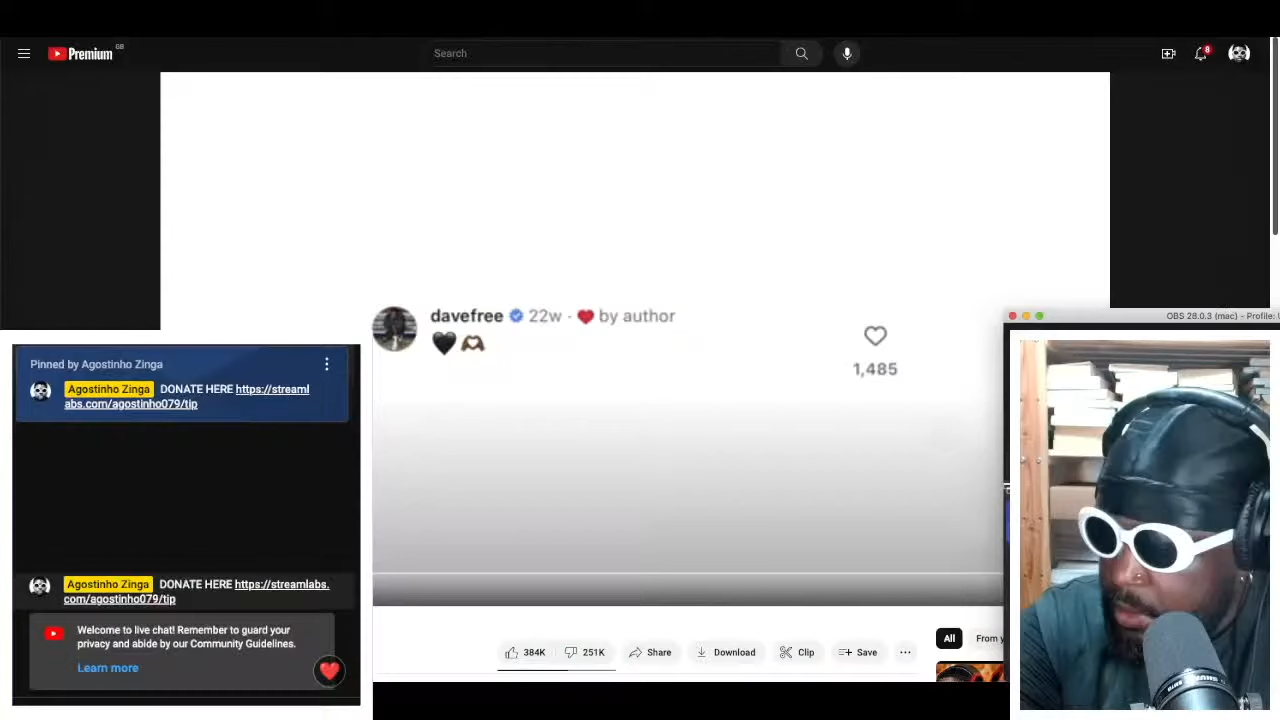 Premium GB
Search
8
davefree 22w · ❤️ by author
🖤🫶🏾
1,485
OBS 28.0.3 (mac) - Profile: U
Pinned by Agostinho Zinga
Agostinho Zinga DONATE HERE https://streaml
abs.com/agostinho079/tip
Agostinho Zinga DONATE HERE https://streamlabs.
com/agostinho079/tip
Welcome to live chat! Remember to guard your
privacy and abide by our Community Guidelines.
Learn more
384K 251K Share Download Clip Save
All From y